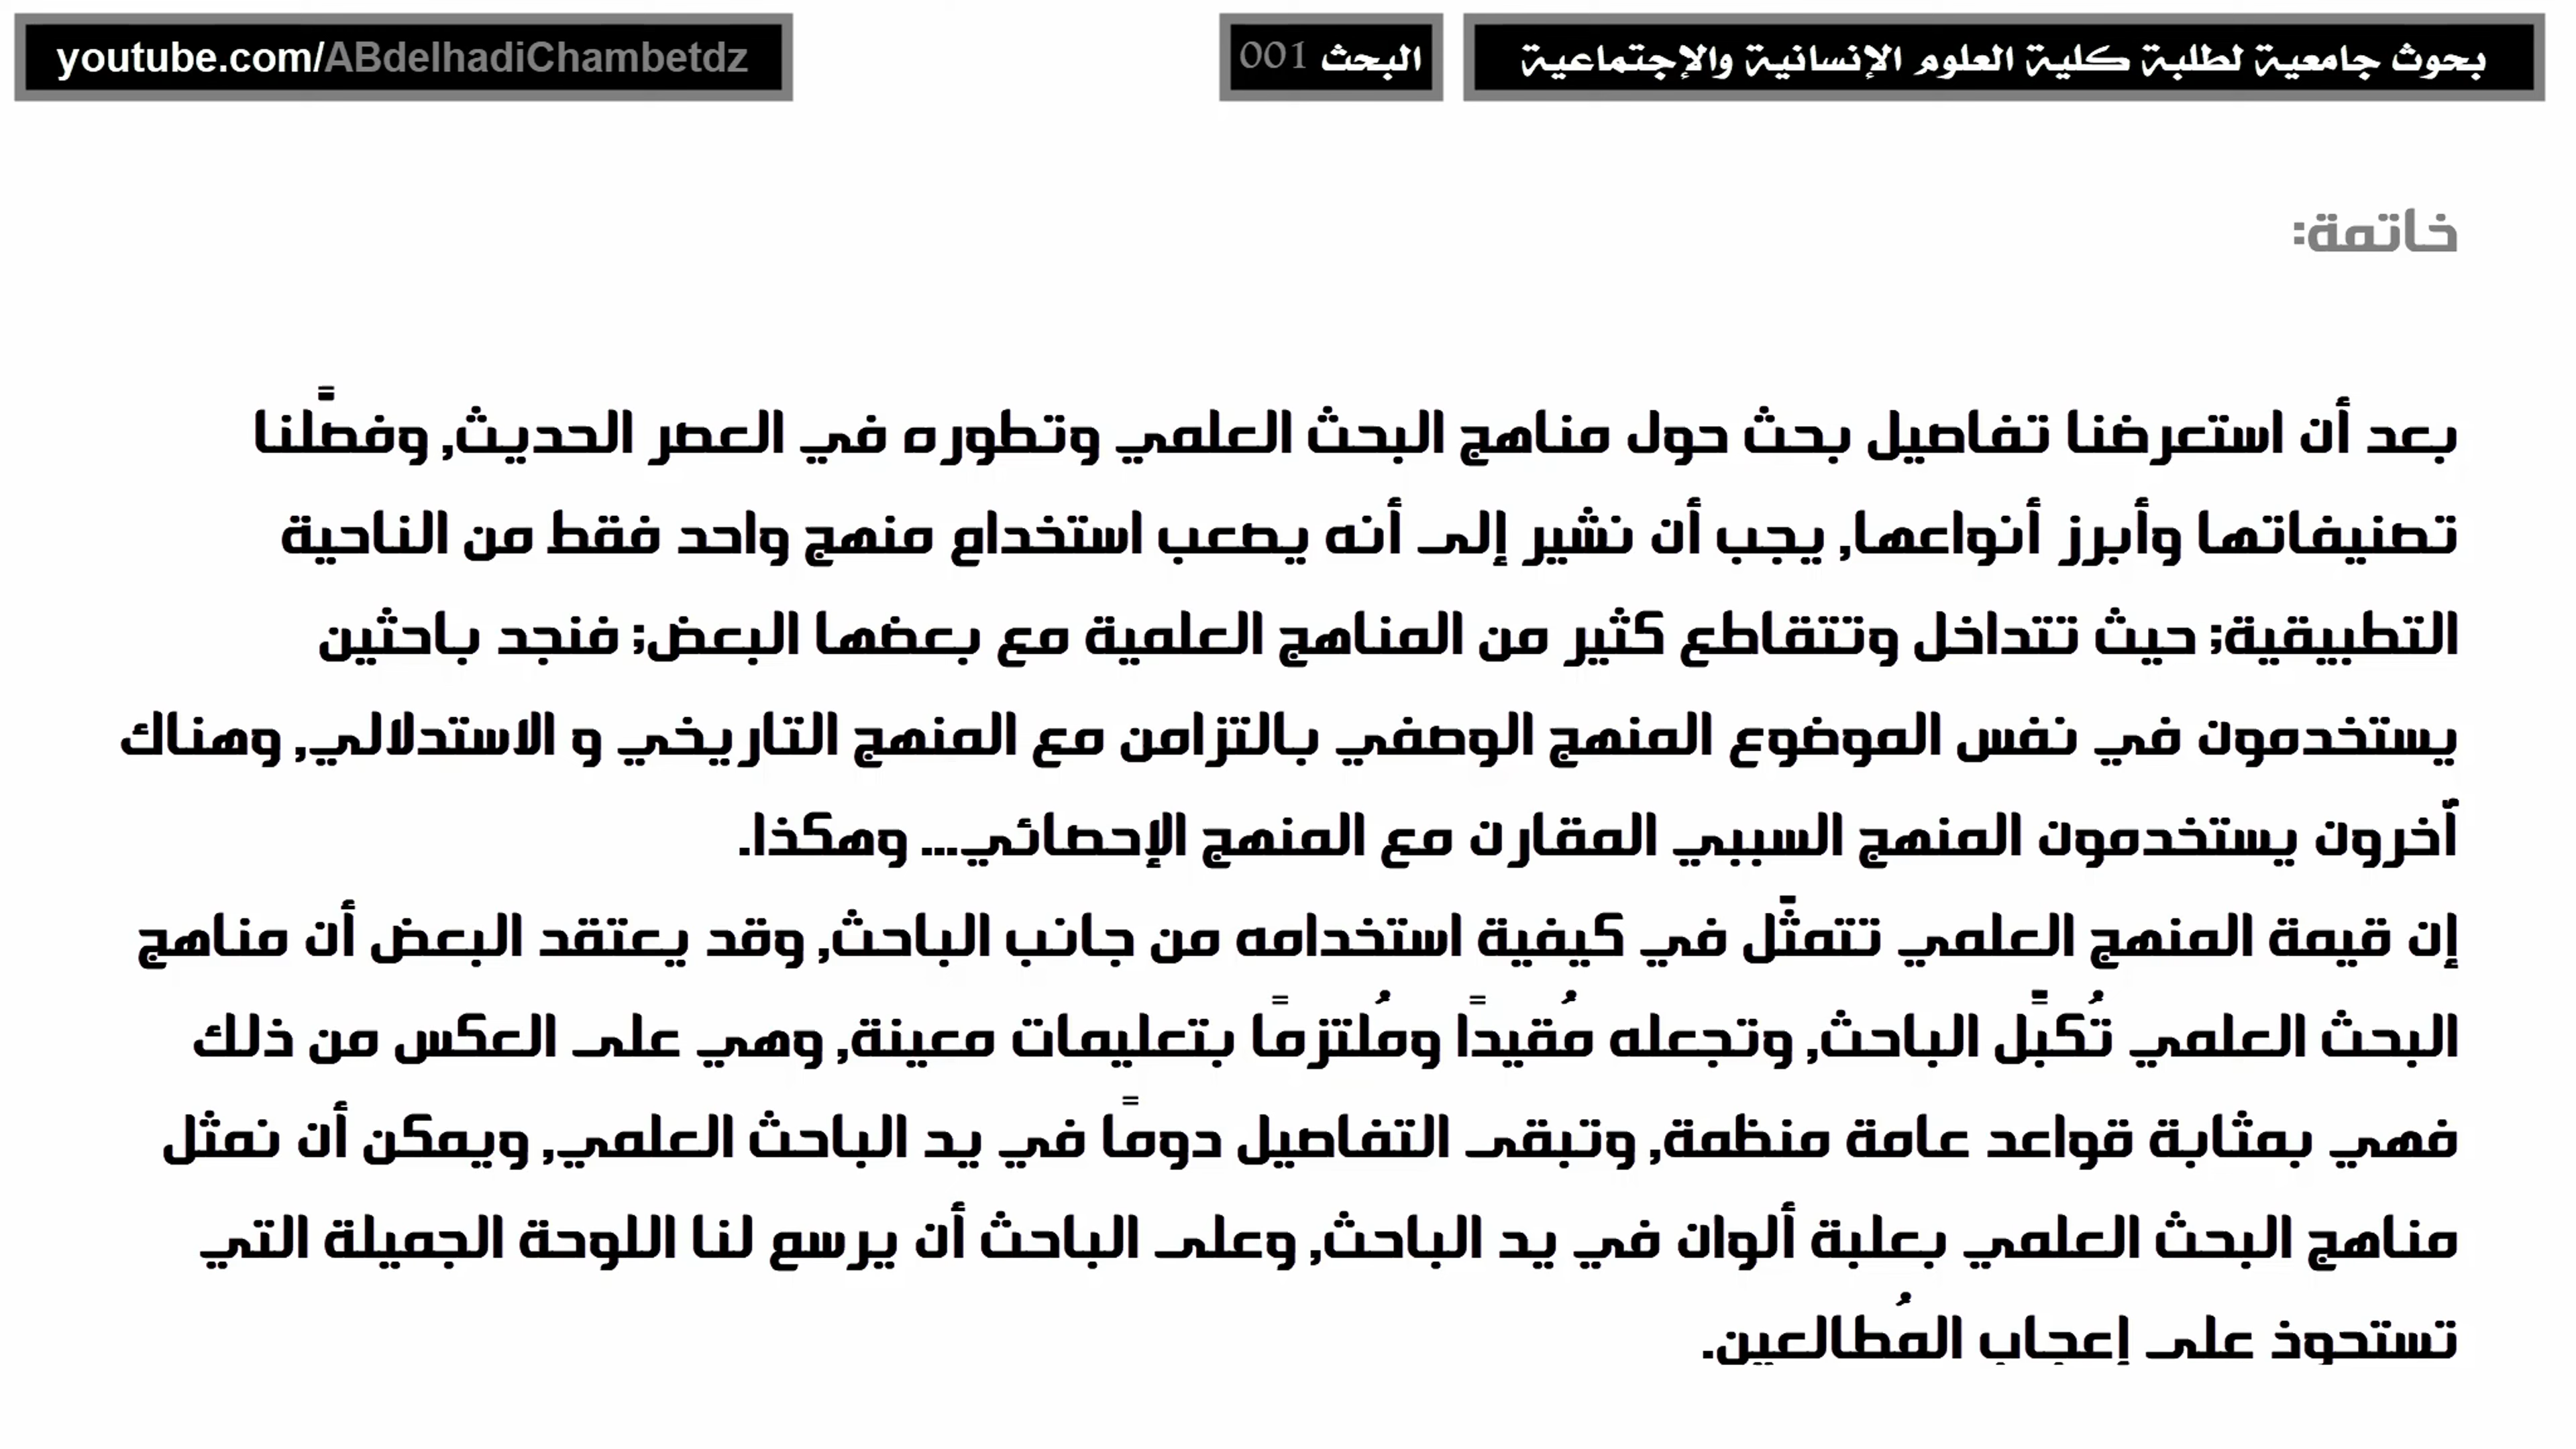 بحوث جامعية لطلبة كلية العلوم الإنسانية والإجتماعية
البحث 001
youtube.com/ABdelhadiChambetdz
خاتمة:
بعد أن استعرضنا تفاصيل بحث حول مناهج البحث العلمي وتطوره في العصر الحديث, وفصَّلنا
تصنيفاتها وأبرز أنواعها, يجب أن نشير إلى أنه يصعب استخدام منهج واحد فقط من الناحية
التطبيقية; حيث تتداخل وتتقاطع كثير من المناهج العلمية مع بعضها البعض; فنجد باحثين
يستخدمون في نفس الموضوع المنهج الوصفي بالتزامن مع المنهج التاريخي و الاستدلالي, وهناك
آخرون يستخدمون المنهج السببي المقارن مع المنهج الإحصائي... وهكذا.
إن قيمة المنهج العلمي تتمثَّل في كيفية استخدامه من جانب الباحث, وقد يعتقد البعض أن مناهج
البحث العلمي تُكبَّل الباحث, وتجعله مُقيداً ومُلتزماً بتعليمات معينة, وهي على العكس من ذلك
فهي بمثابة قواعد عامة منظمة, وتبقى التفاصيل دوماً في يد الباحث العلمي, ويمكن أن نمثل
مناهج البحث العلمي بعلبة ألوان في يد الباحث, وعلى الباحث أن يرسم لنا اللوحة الجميلة التي
تستحوذ على إعجاب المُطالعين.